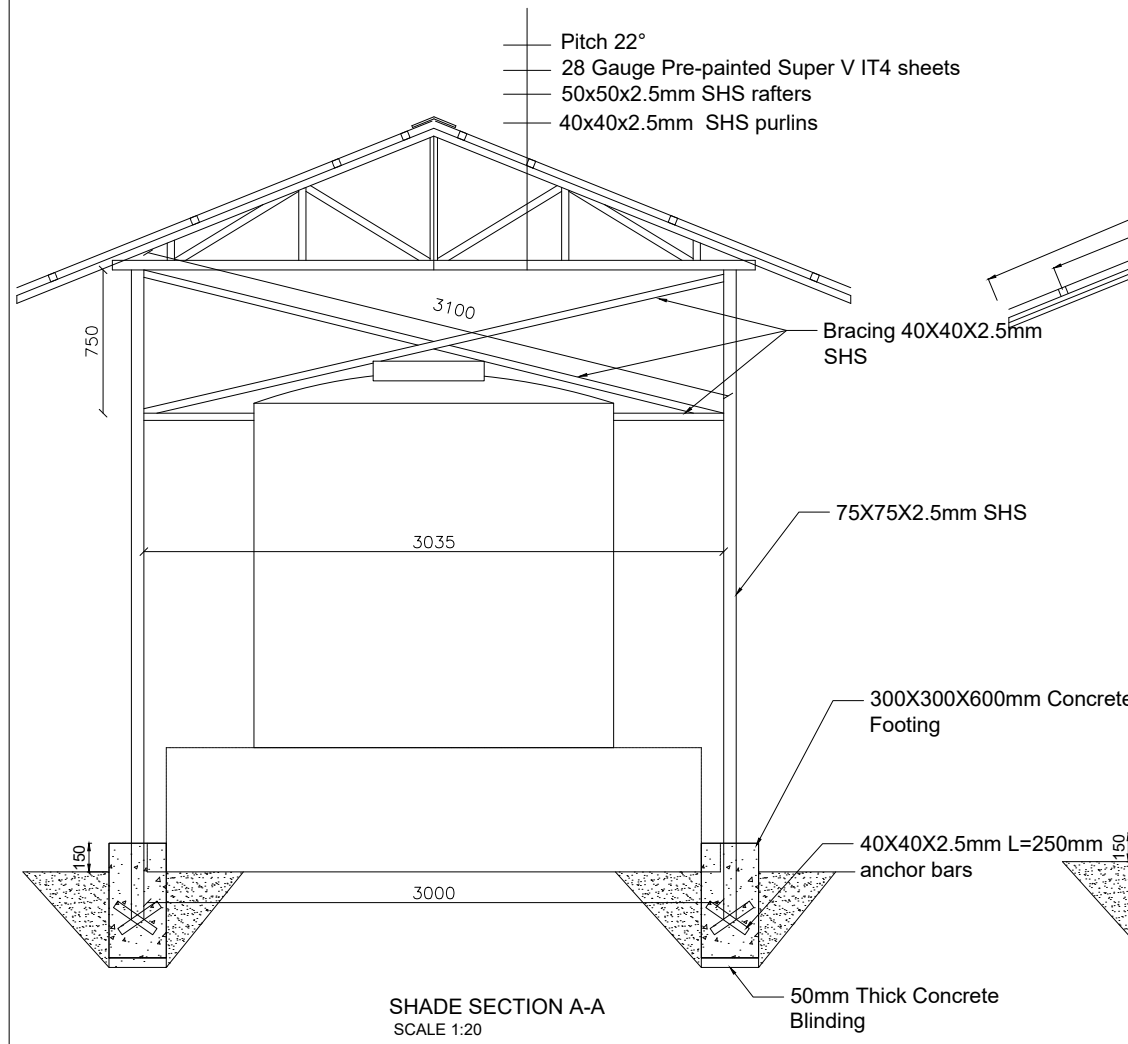 Pitch 22°
28 Gauge Pre-painted Super V IT4 sheets
50x50x2.5mm SHS rafters
40x40x2.5mm SHS purlins
3100
750
Bracing 40X40X2.5mm
SHS
75X75X2.5mm SHS
3035
300X300X600mm Concrete
Footing
150
40X40X2.5mm L=250mm
anchor bars
150
3000
50mm Thick Concrete
Blinding
SHADE SECTION A-A
SCALE 1:20